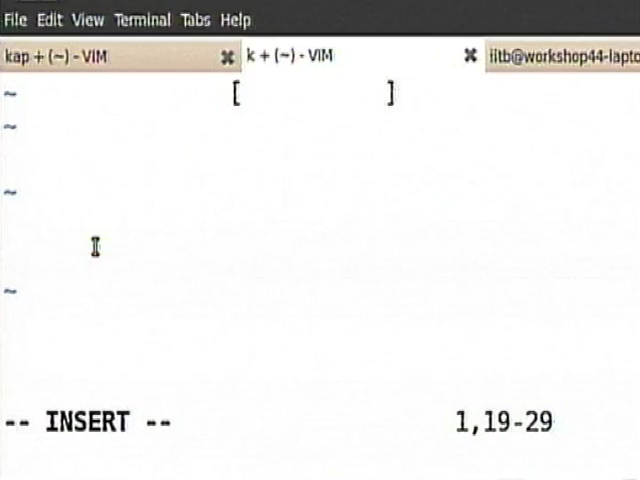 File Edit View Terminal Tabs Help
kap + (~) - VIM ✖ k + (~) - VIM ✖ iitb@workshop44-lapto
~ [ ]
~
~
~
-- INSERT -- 1,19-29